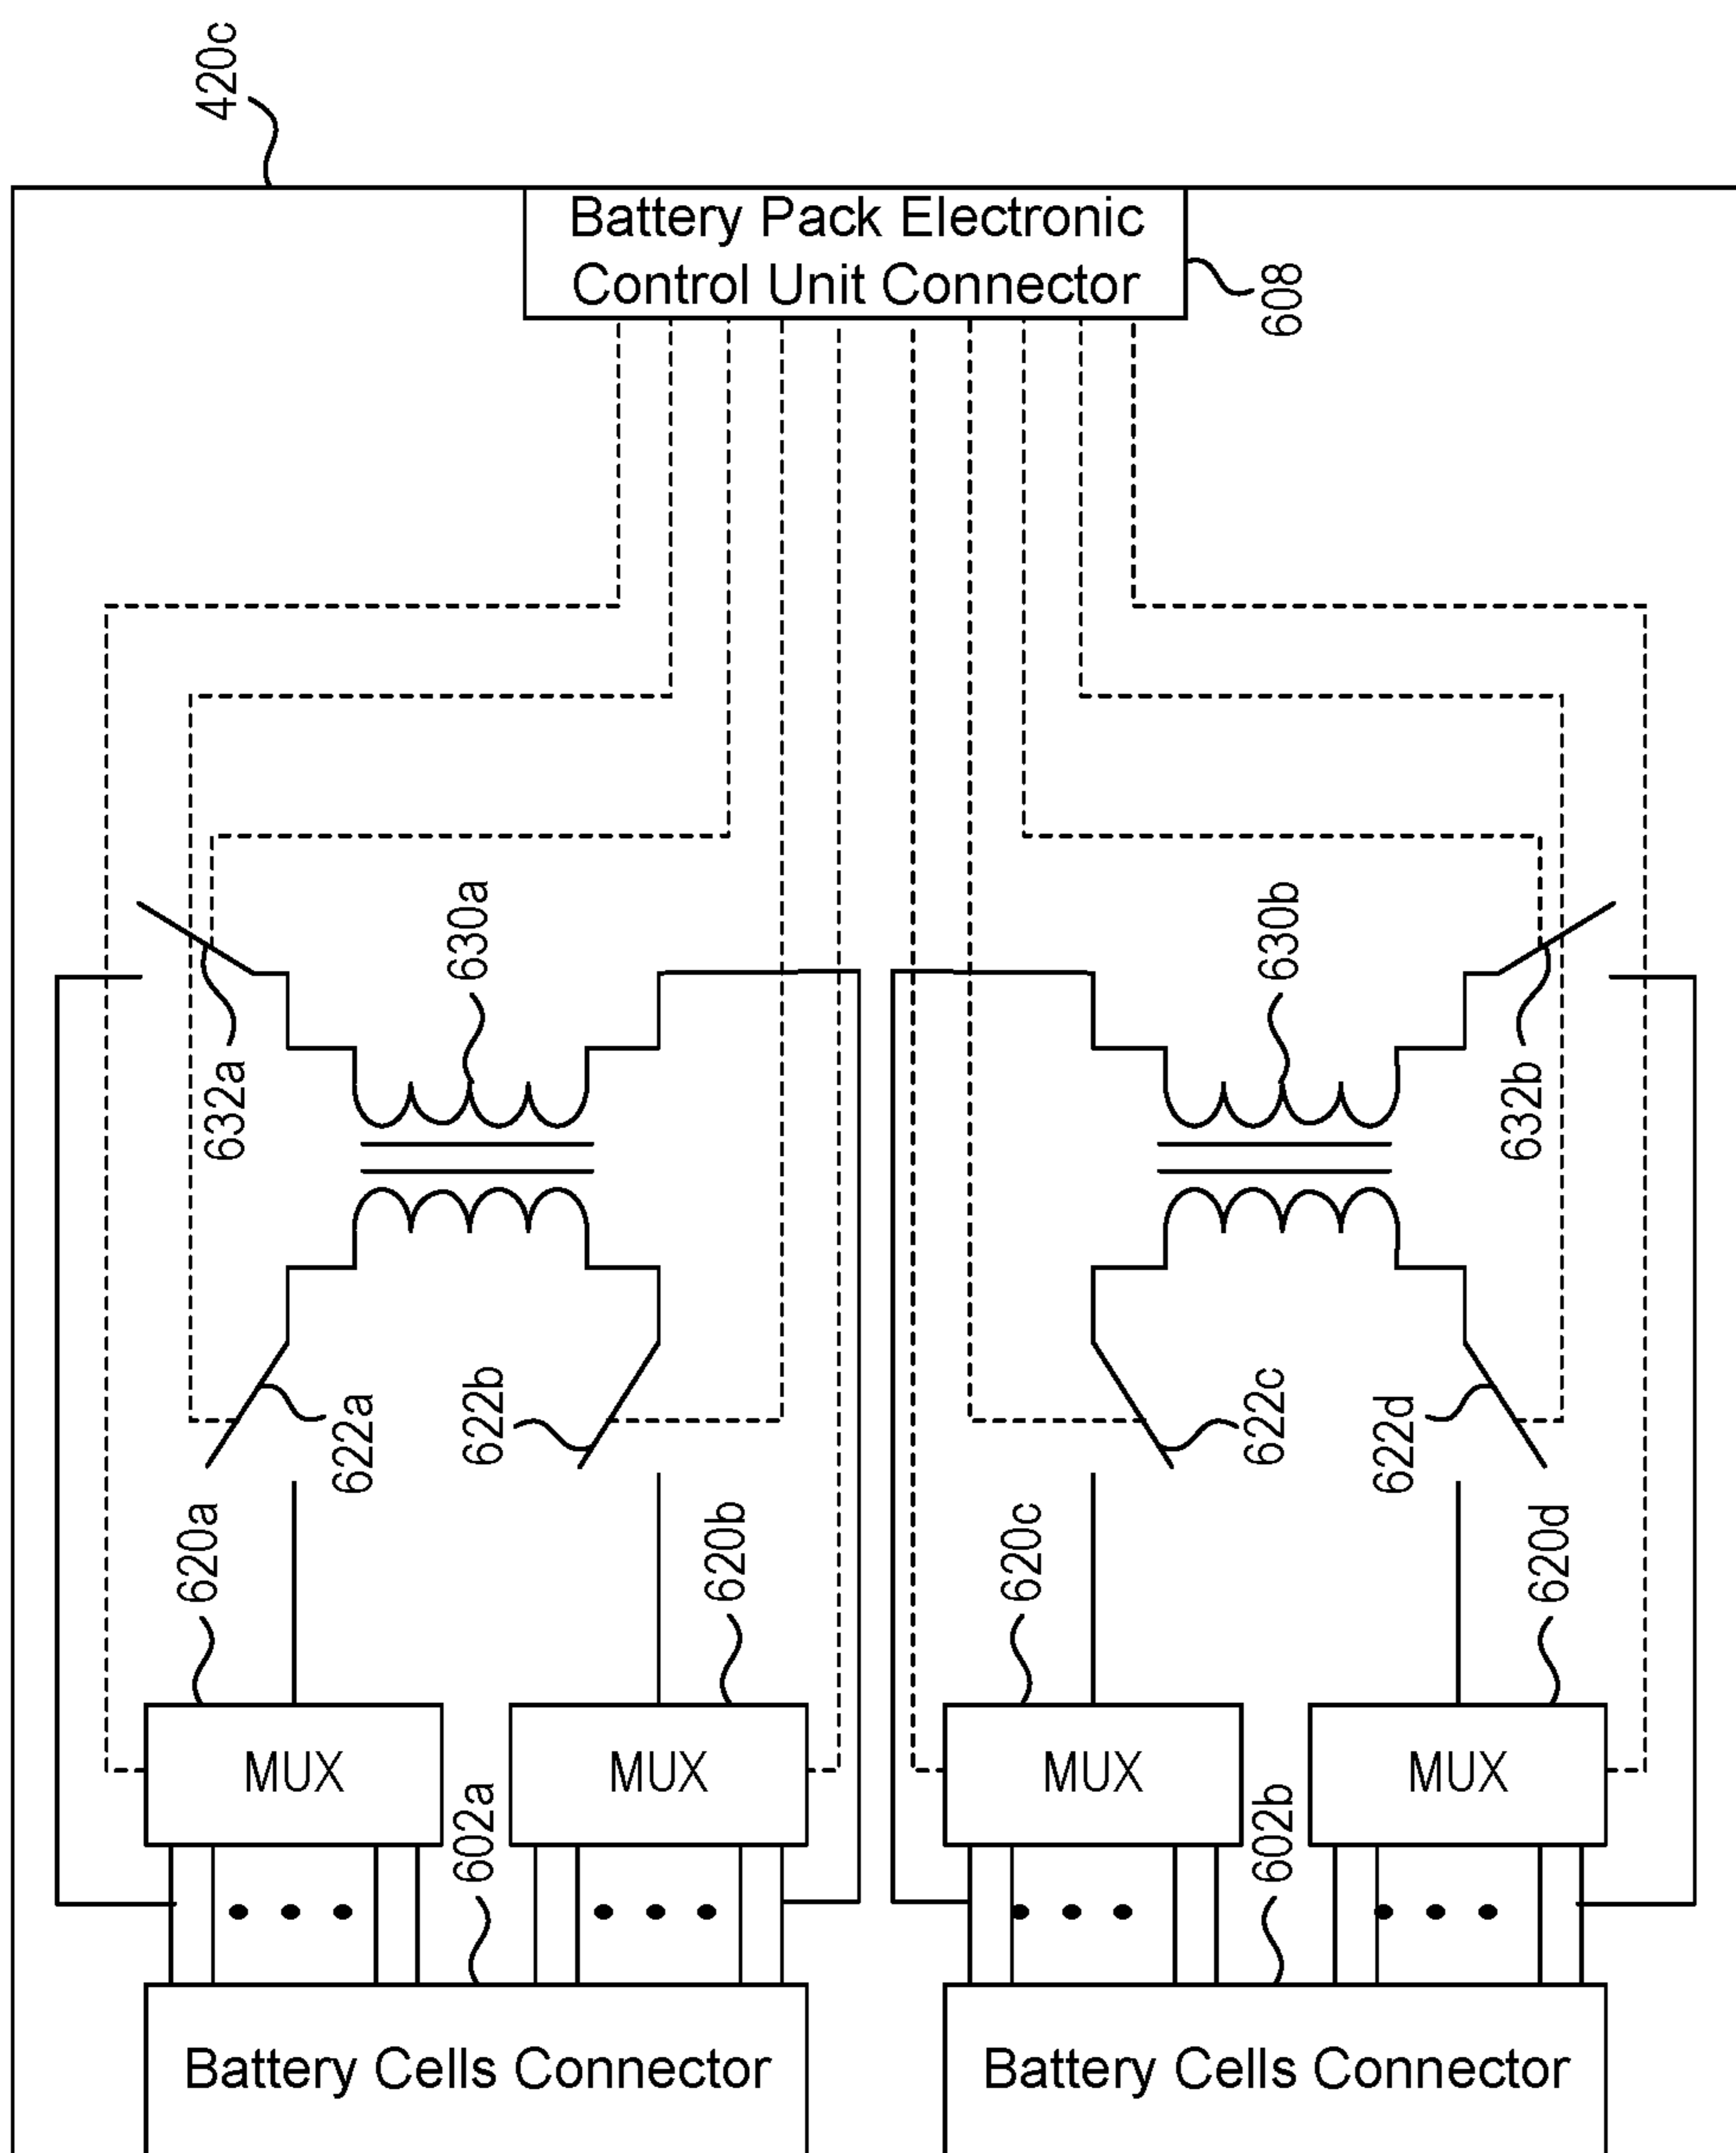 420c
Battery Pack Electronic
Control Unit Connector
608
630a
630b
632a
632b
622a
622b
622c
622d
620a
620b
620c
620d
MUX
MUX
MUX
MUX
602a
602b
Battery Cells Connector
Battery Cells Connector